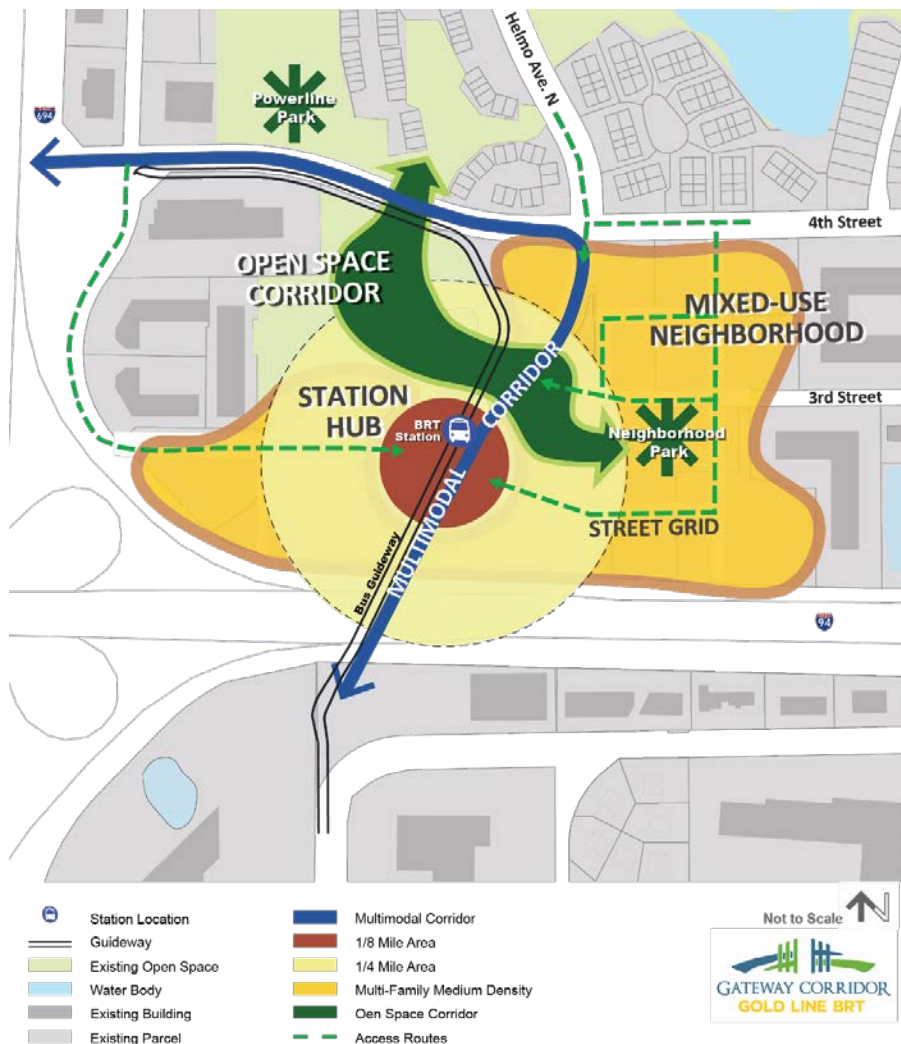 Helmo Ave. N
Powerline
Park
694
4th Street
OPEN SPACE
CORRIDOR
MIXED-USE
NEIGHBORHOOD
3rd Street
STATION
HUB
BRT
Station
MULTIMODAL CORRIDOR
Neighborhood
Park
STREET GRID
Bus Guideway
94
Station Location
Guideway
Existing Open Space
Water Body
Existing Building
Existing Parcel
Multimodal Corridor
1/8 Mile Area
1/4 Mile Area
Multi-Family Medium Density
Oen Space Corridor
Access Routes
Not to Scale
N
GATEWAY CORRIDOR
GOLD LINE BRT